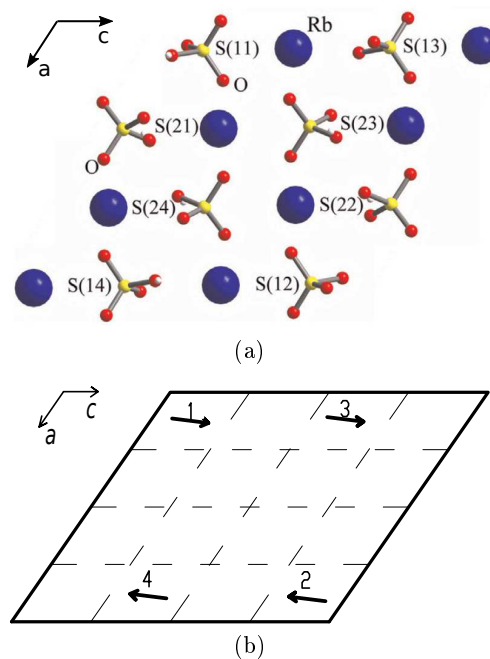 c
a
S(11)
Rb
S(13)
O
S(21)
S(23)
O
S(24)
S(22)
S(14)
S(12)
(a)
c
a
1
3
4
2
(b)